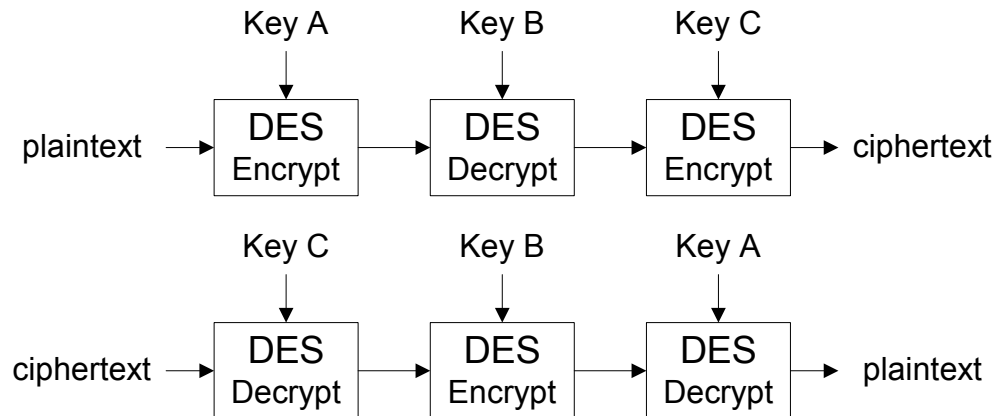 Key A Key B Key C
plaintext DES Encrypt DES Decrypt DES Encrypt ciphertext
Key C Key B Key A
ciphertext DES Decrypt DES Encrypt DES Decrypt plaintext